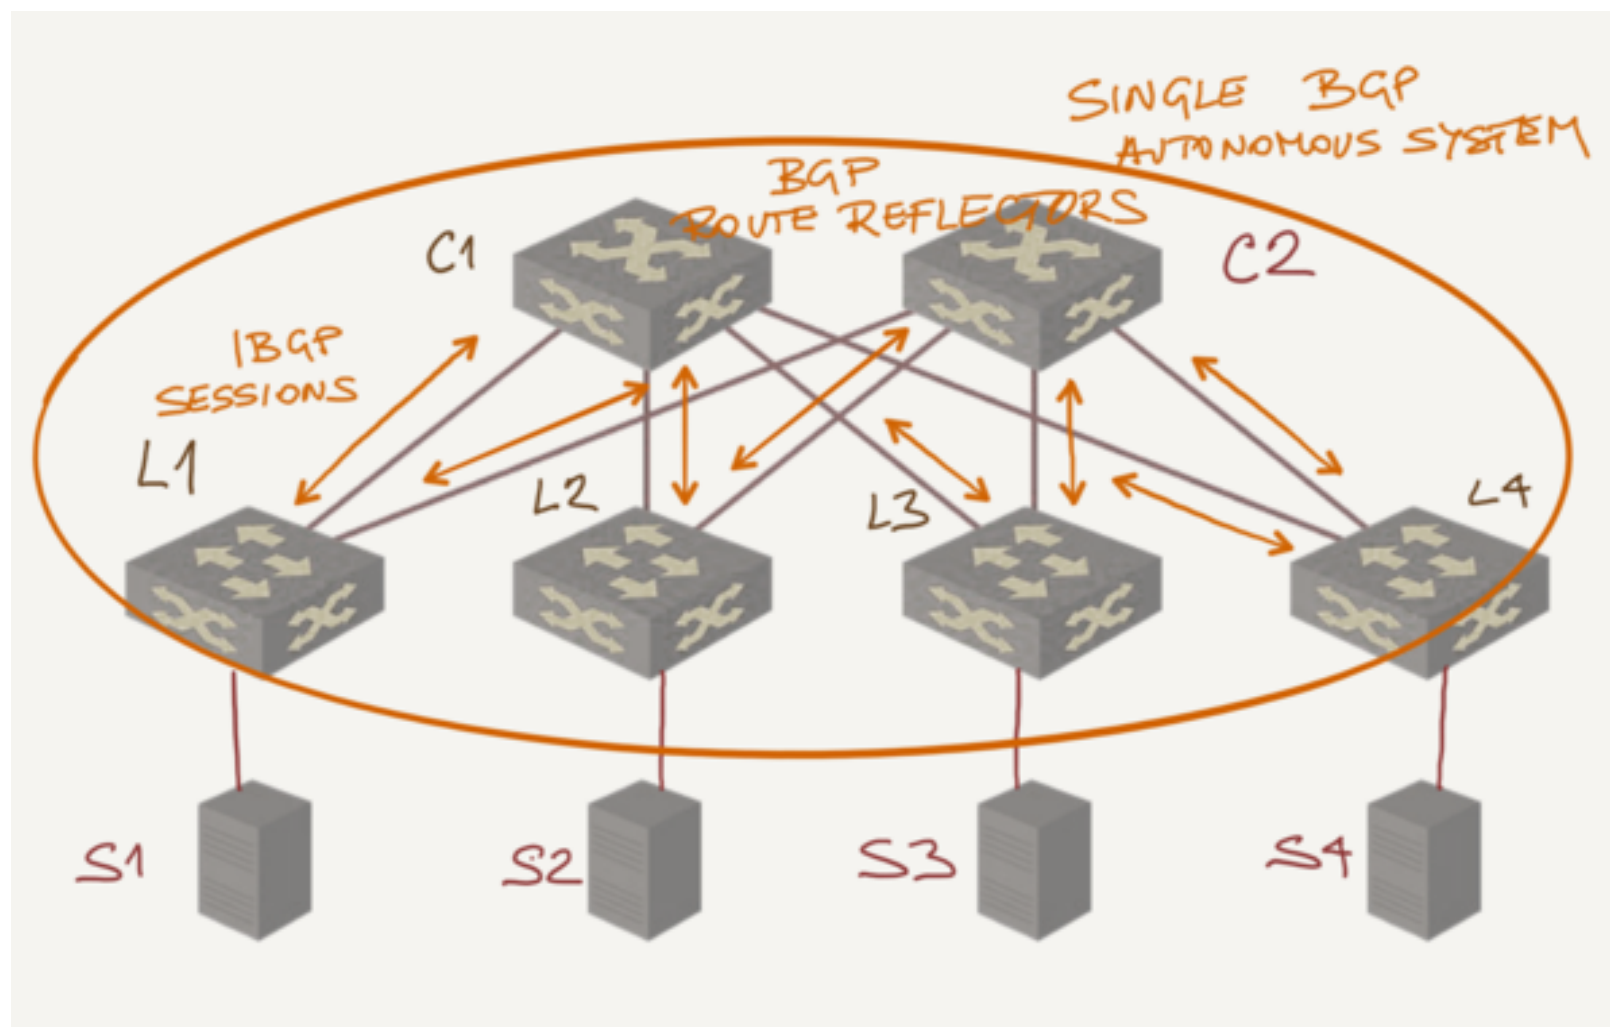 SINGLE BGP
AUTONOMOUS SYSTEM
BGP
ROUTE REFLECTORS
C1
C2
IBGP
SESSIONS
L1
L2
L3
L4
S1
S2
S3
S4